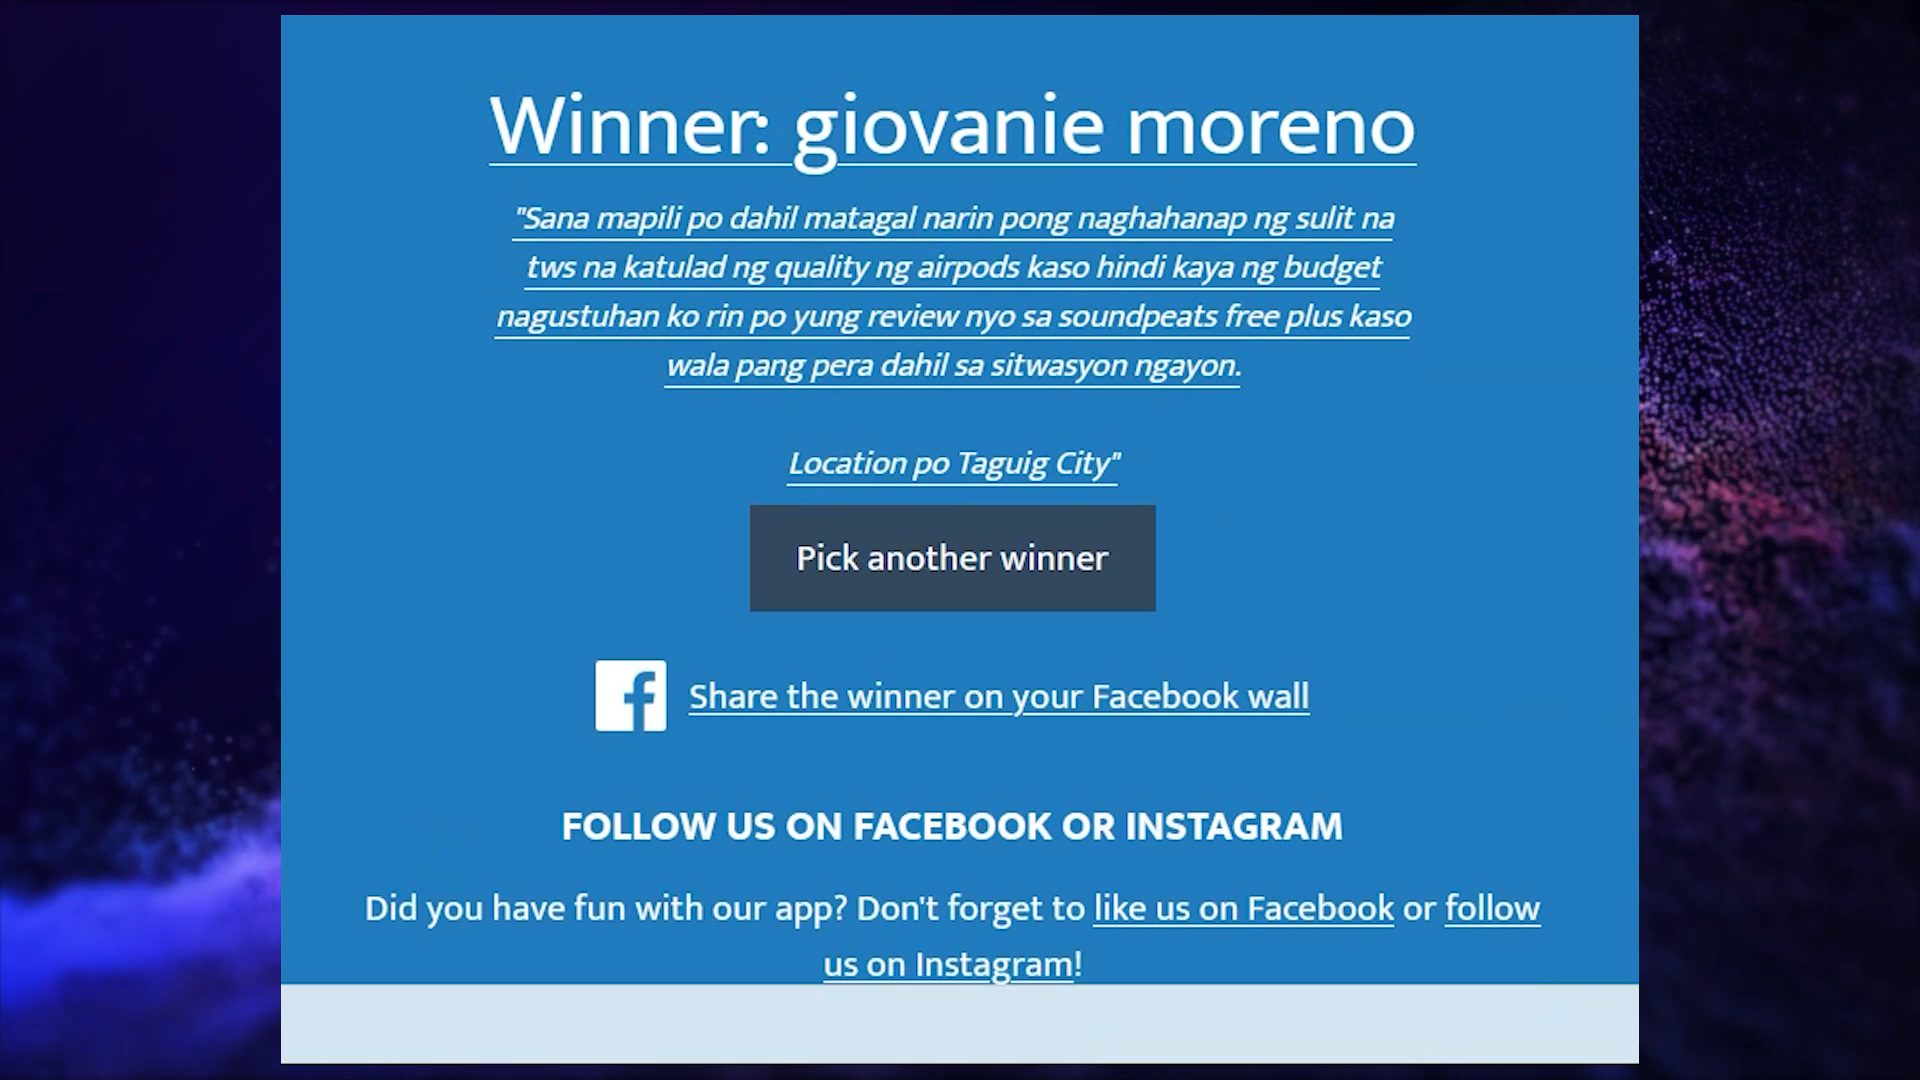 Winner: giovanie moreno
"Sana mapili po dahil matagal narin pong naghahanap ng sulit na
tws na katulad ng quality ng airpods kaso hindi kaya ng budget
nagustuhan ko rin po yung review nyo sa soundpeats free plus kaso
wala pang pera dahil sa sitwasyon ngayon.
Location po Taguig City"
Pick another winner
Share the winner on your Facebook wall
FOLLOW US ON FACEBOOK OR INSTAGRAM
Did you have fun with our app? Don't forget to like us on Facebook or follow
us on Instagram!